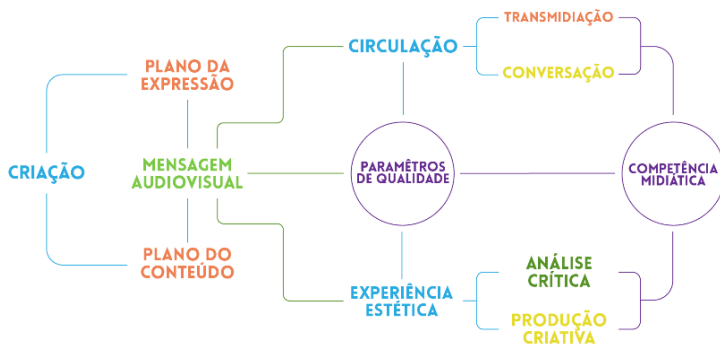 CRIAÇÃO
PLANO DA
EXPRESSÃO
MENSAGEM
AUDIOVISUAL
PLANO DO
CONTEÚDO
CIRCULAÇÃO
TRANSMIDIAÇÃO
CONVERSAÇÃO
PARAMÊTROS
DE QUALIDADE
COMPETÊNCIA
MIDIÁTICA
EXPERIÊNCIA
ESTÉTICA
ANÁLISE
CRÍTICA
PRODUÇÃO
CRIATIVA